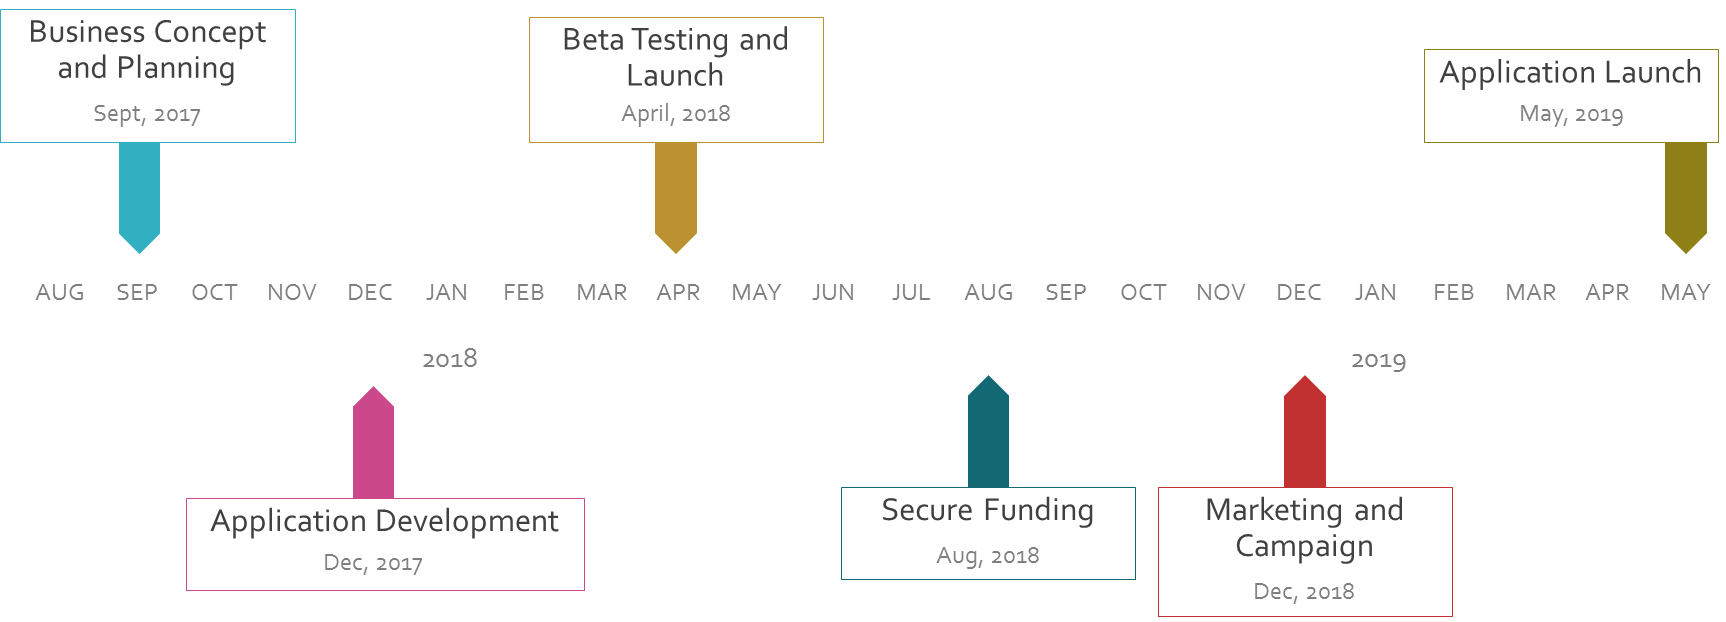 Business Concept
and Planning
Sept, 2017
Beta Testing and
Launch
April, 2018
Application Launch
May, 2019
AUG SEP OCT NOV DEC JAN FEB MAR APR MAY JUN JUL AUG SEP OCT NOV DEC JAN FEB MAR APR MAY
2018 2019
Application Development
Dec, 2017
Secure Funding
Aug, 2018
Marketing and
Campaign
Dec, 2018